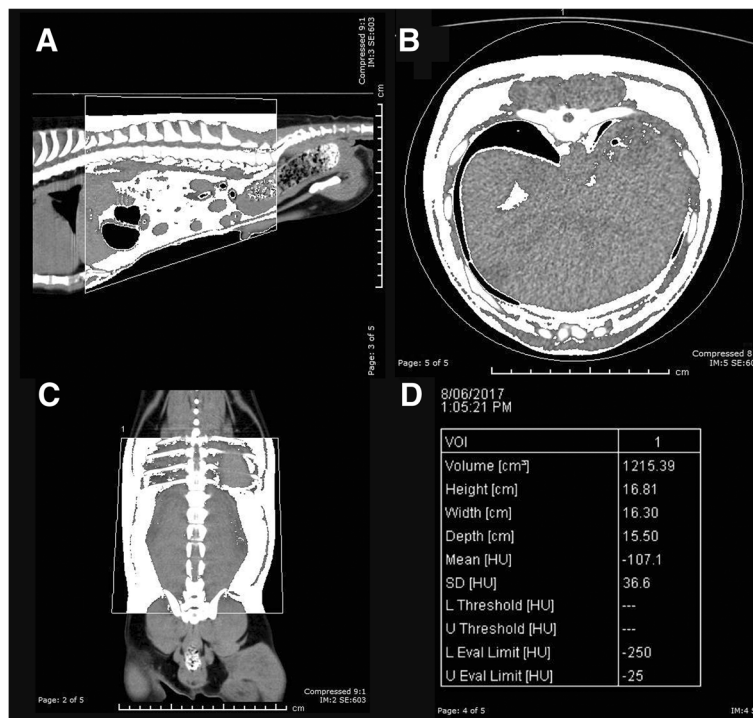 A
Compressed 9:1
IM:3 SE:603
1
cm
Page: 3 of 5
B
1
Page: 5 of 5
Compressed 8
IM:5 SE:60
cm
C
1
Page: 2 of 5
Compressed 9:1
IM:2 SE:603
cm
D
8/06/2017
1:05:21 PM
VOI 1
Volume [cm³] 1215.39
Height [cm] 16.81
Width [cm] 16.30
Depth [cm] 15.50
Mean [HU] -107.1
SD [HU] 36.6
L Threshold [HU] ---
U Threshold [HU] ---
L Eval Limit [HU] -250
U Eval Limit [HU] -25
Page: 4 of 5
IM:4 S